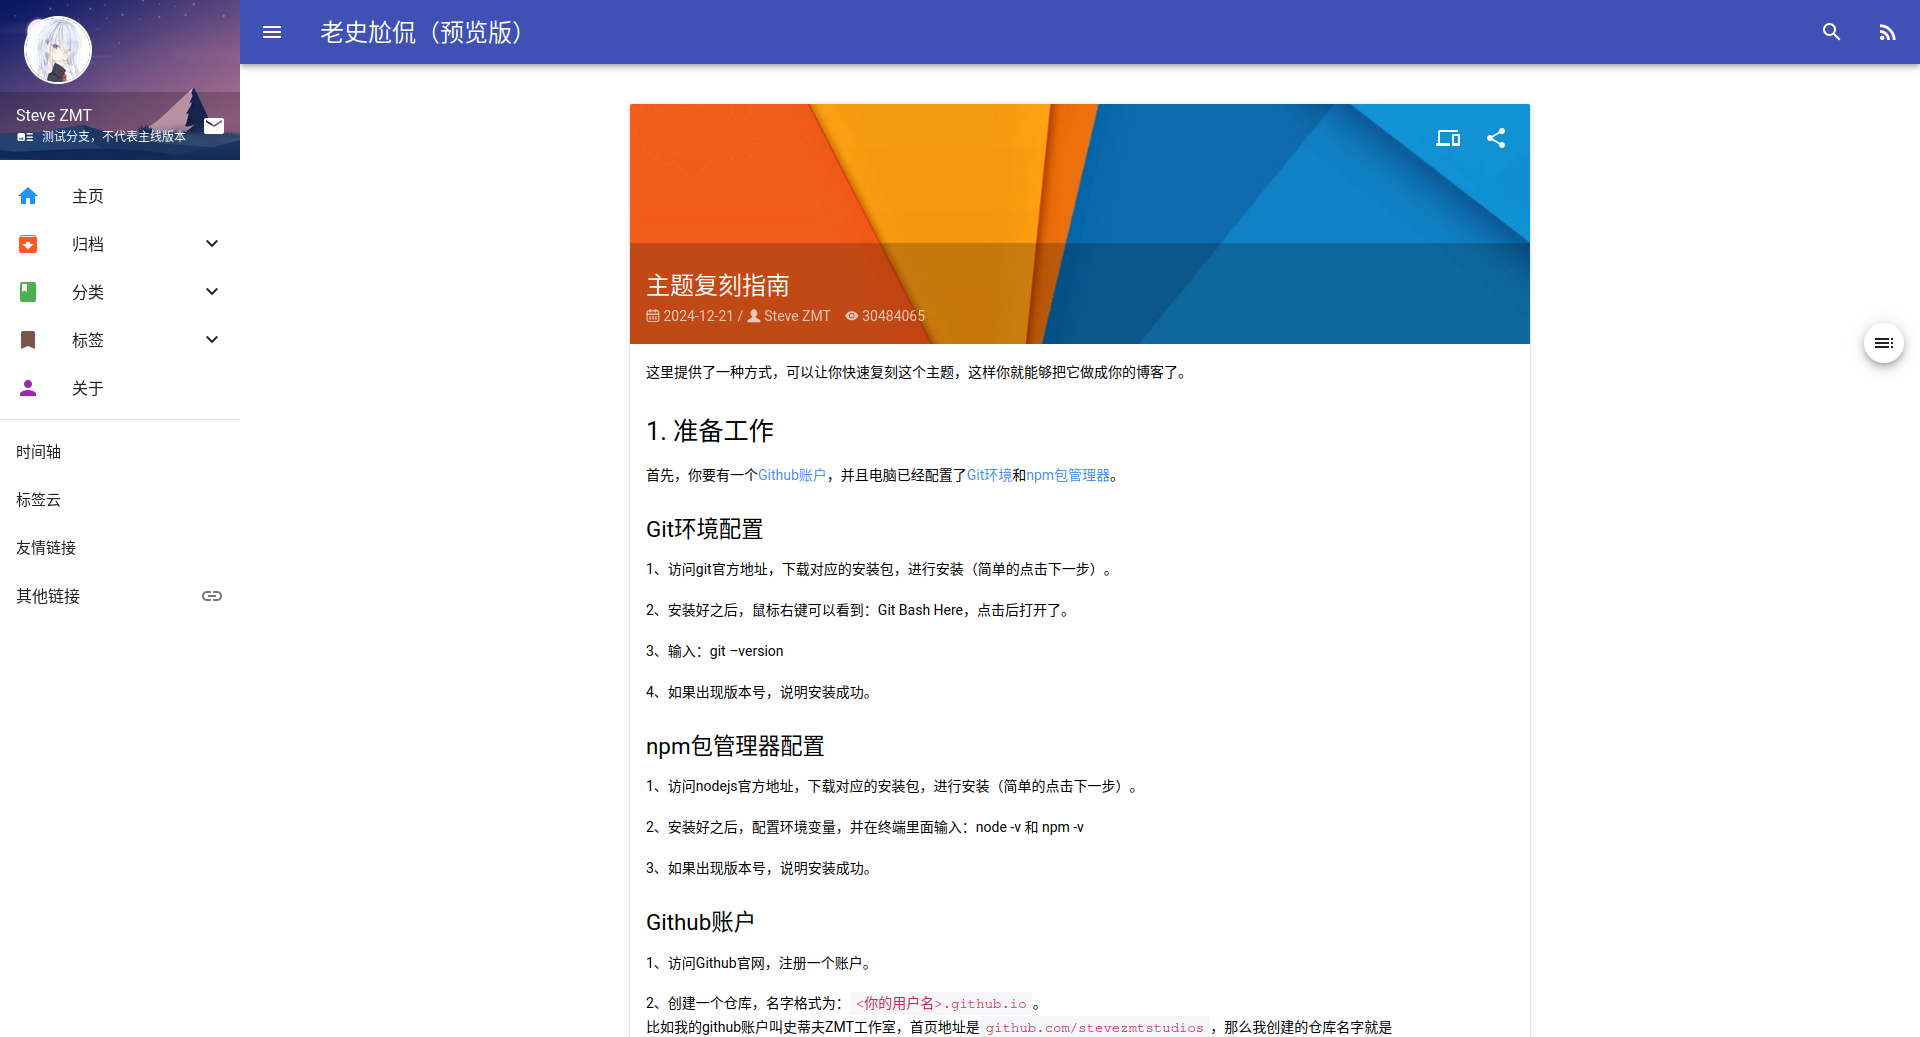 Steve ZMT
测试分支，不代表主线版本
主页
归档
分类
标签
关于
时间轴
标签云
友情链接
其他链接
老史尬侃（预览版）
主题复刻指南
2024-12-21 / Steve ZMT 30484065
这里提供了一种方式，可以让你快速复刻这个主题，这样你就能够把它做成你的博客了。
1. 准备工作
首先，你要有一个Github账户，并且电脑已经配置了Git环境和npm包管理器。
Git环境配置
1、访问git官方地址，下载对应的安装包，进行安装（简单的点击下一步）。
2、安装好之后，鼠标右键可以看到：Git Bash Here，点击后打开了。
3、输入：git –version
4、如果出现版本号，说明安装成功。
npm包管理器配置
1、访问nodejs官方地址，下载对应的安装包，进行安装（简单的点击下一步）。
2、安装好之后，配置环境变量，并在终端里面输入：node -v 和 npm -v
3、如果出现版本号，说明安装成功。
Github账户
1、访问Github官网，注册一个账户。
2、创建一个仓库，名字格式为：<你的用户名>.github.io。
比如我的github账户叫史蒂夫ZMT工作室，首页地址是 github.com/stevezmtstudios ，那么我创建的仓库名字就是